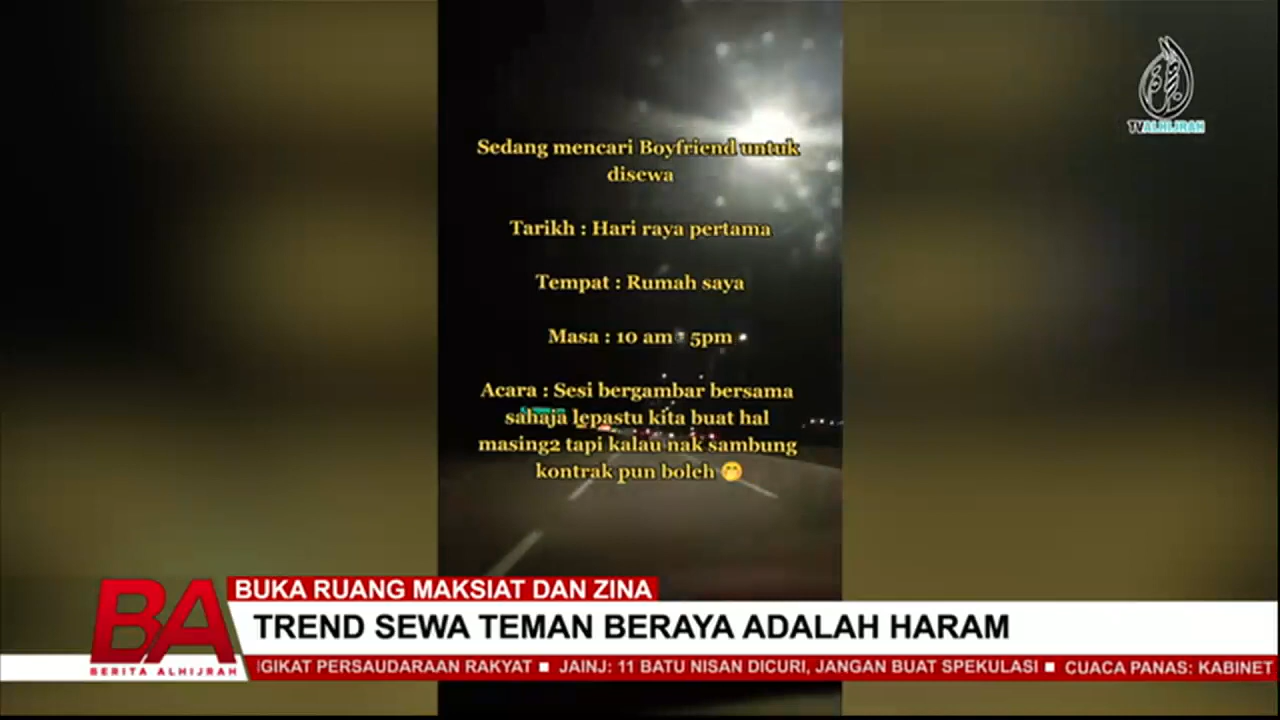 TVALHIJRAH
Sedang mencari Boyfriend untuk
disewa
Tarikh : Hari raya pertama
Tempat : Rumah saya
Masa : 10 am - 5pm
Acara : Sesi bergambar bersama
sahaja lepastu kita buat hal
masing2 tapi kalau nak sambung
kontrak pun boleh 🤭
BUKA RUANG MAKSIAT DAN ZINA
BA
TREND SEWA TEMAN BERAYA ADALAH HARAM
BERITA ALHIJRAH
PERSAUDARAAN RAKYAT ■ JAINJ: 11 BATU NISAN DICURI, JANGAN BUAT SPEKULASI ■ CUACA PANAS: KABINET